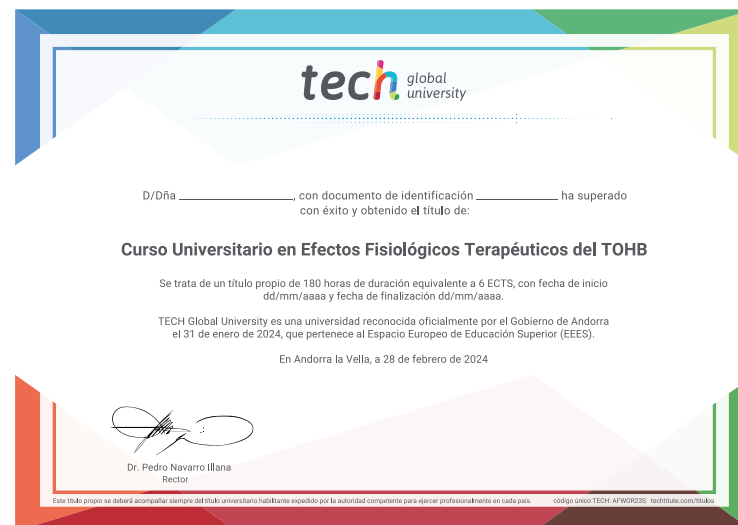 tech global university
D/Dña ____________________, con documento de identificación ______________ ha superado
con éxito y obtenido el título de:
Curso Universitario en Efectos Fisiológicos Terapéuticos del TOHB
Se trata de un título propio de 180 horas de duración equivalente a 6 ECTS, con fecha de inicio
dd/mm/aaaa y fecha de finalización dd/mm/aaaa.
TECH Global University es una universidad reconocida oficialmente por el Gobierno de Andorra
el 31 de enero de 2024, que pertenece al Espacio Europeo de Educación Superior (EEES).
En Andorra la Vella, a 28 de febrero de 2024
Dr. Pedro Navarro Illana
Rector
Este título propio se deberá acompañar siempre del título universitario habilitante expedido por la autoridad competente para ejercer profesionalmente en cada país. código único TECH: AFWOR23S techtitute.com/titulos